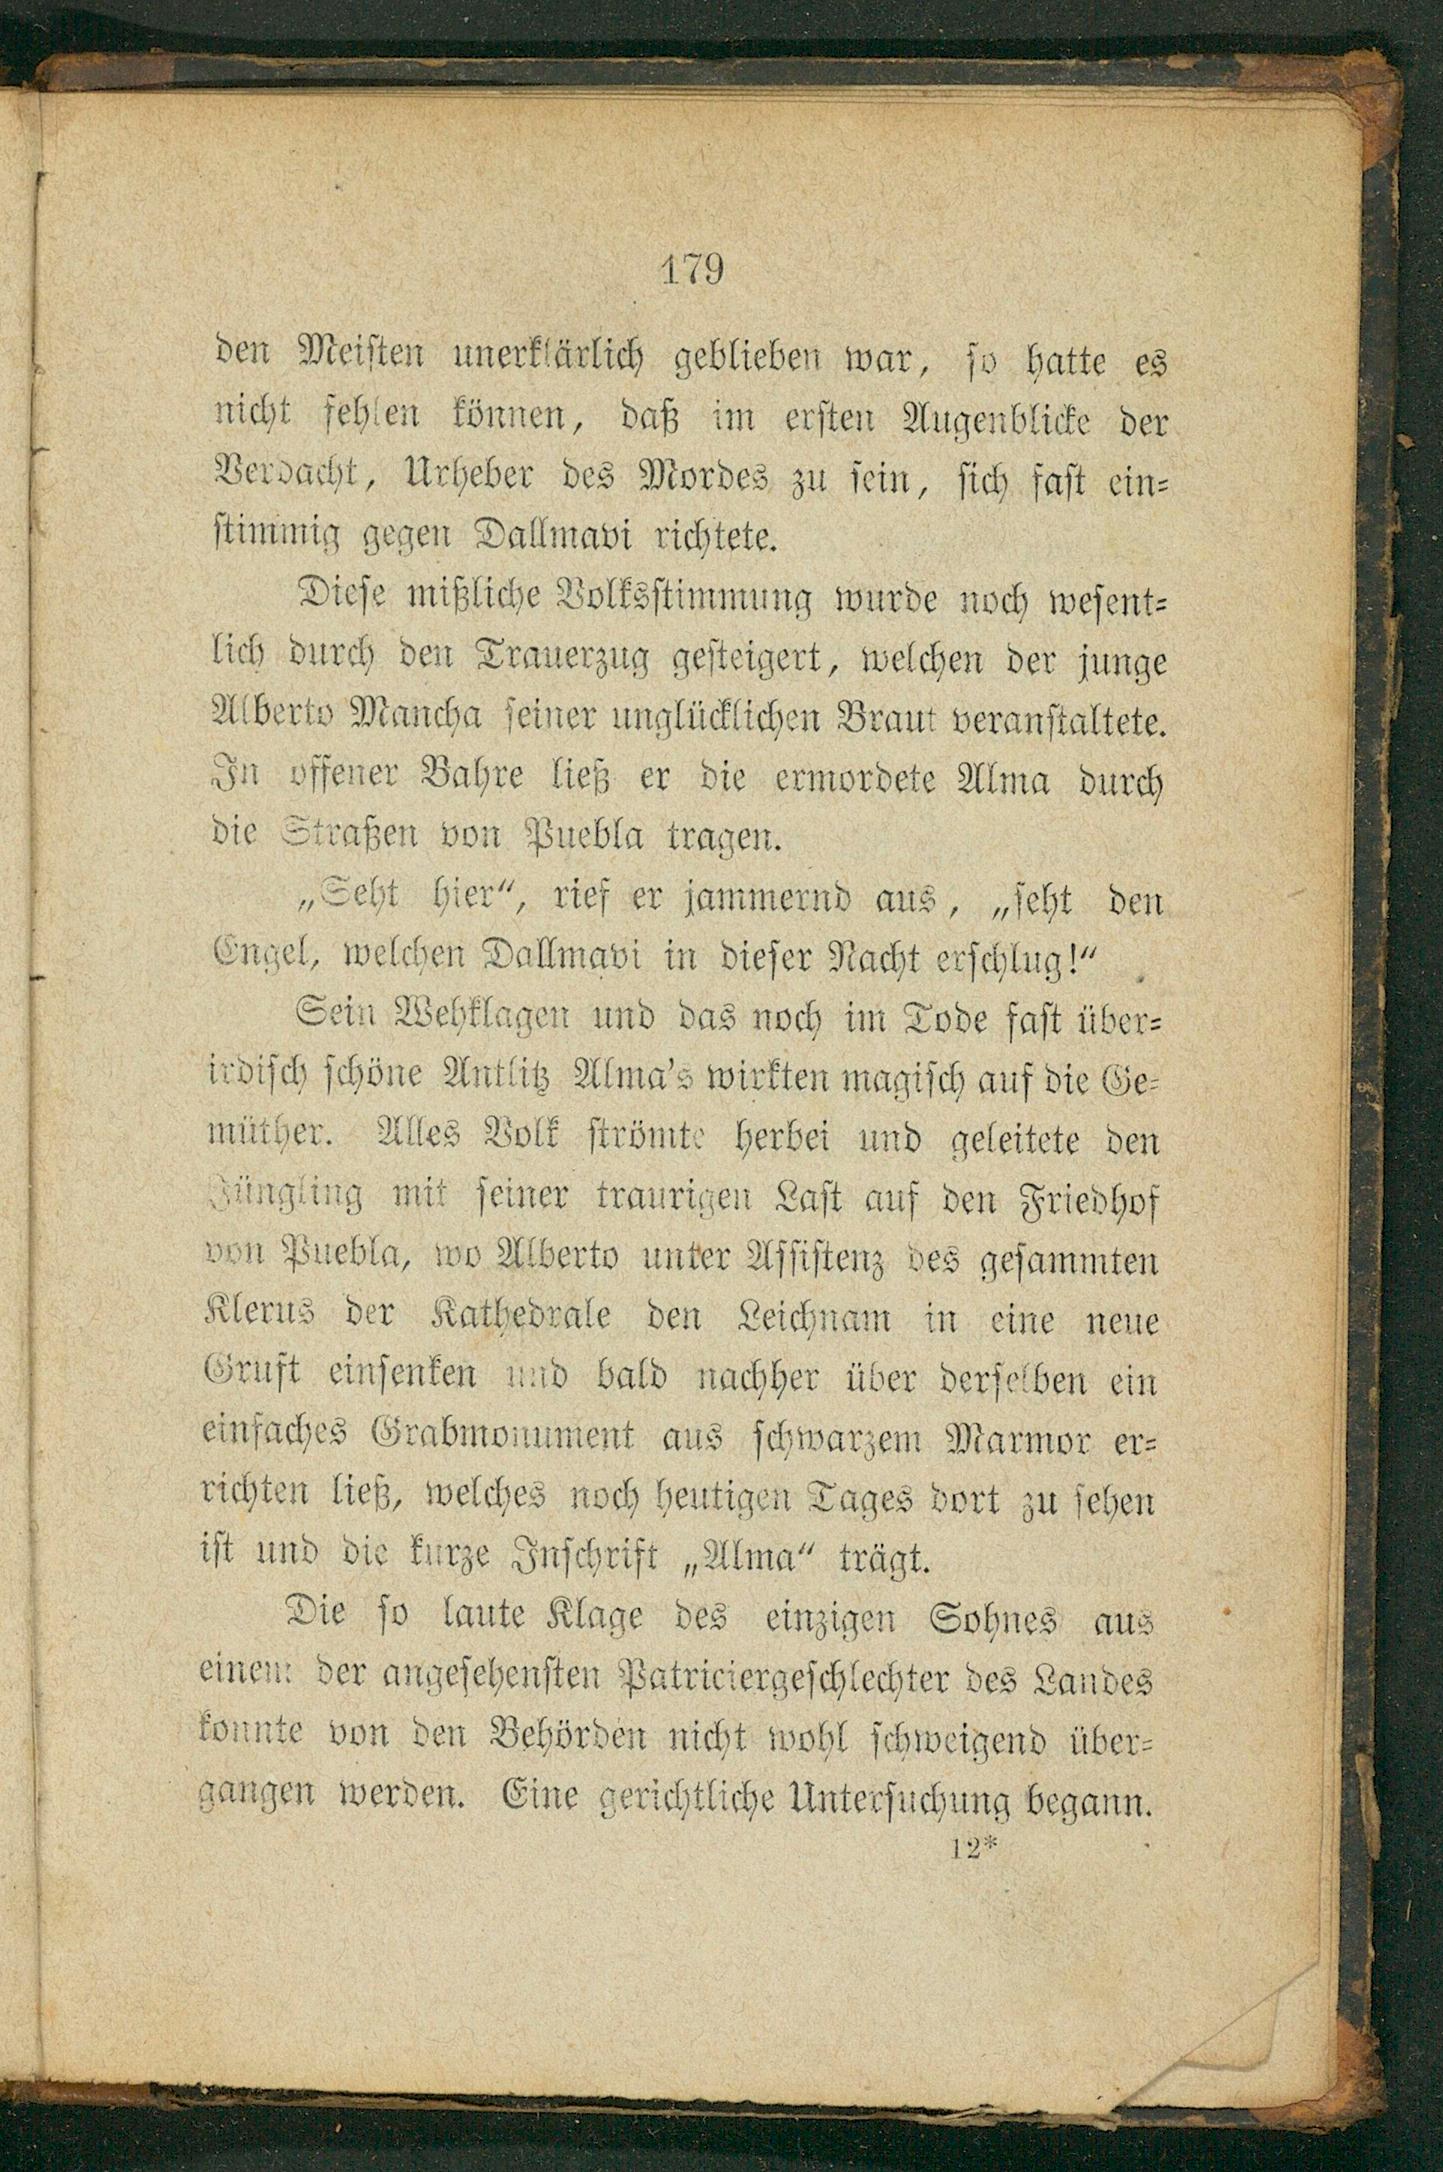 179
den Meisten unerklärlich geblieben war, so hatte es
nicht fehlen können, daß im ersten Augenblicke der
Verdacht, Urheber des Mordes zu sein, sich fast ein=
stimmig gegen Dallmavi richtete.
Diese mißliche Volksstimmung wurde noch wesent=
lich durch den Trauerzug gesteigert, welchen der junge
Alberto Mancha seiner unglücklichen Braut veranstaltete.
In offener Bahre ließ er die ermordete Alma durch
die Straßen von Puebla tragen.
„Seht hier“, rief er jammernd aus, „seht den
Engel, welchen Dallmavi in dieser Nacht erschlug!“
Sein Wehklagen und das noch im Tode fast über=
irdisch schöne Antlitz Alma's wirkten magisch auf die Ge=
müther. Alles Volk strömte herbei und geleitete den
Jüngling mit seiner traurigen Last auf den Friedhof
von Puebla, wo Alberto unter Assistenz des gesammten
Klerus der Kathedrale den Leichnam in eine neue
Gruft einsenken und bald nachher über derselben ein
einfaches Grabmonument aus schwarzem Marmor er=
richten ließ, welches noch heutigen Tages dort zu sehen
ist und die kurze Inschrift „Alma“ trägt.
Die so laute Klage des einzigen Sohnes aus
einem der angesehensten Patriciergeschlechter des Landes
konnte von den Behörden nicht wohl schweigend über=
gangen werden. Eine gerichtliche Untersuchung begann.
12*